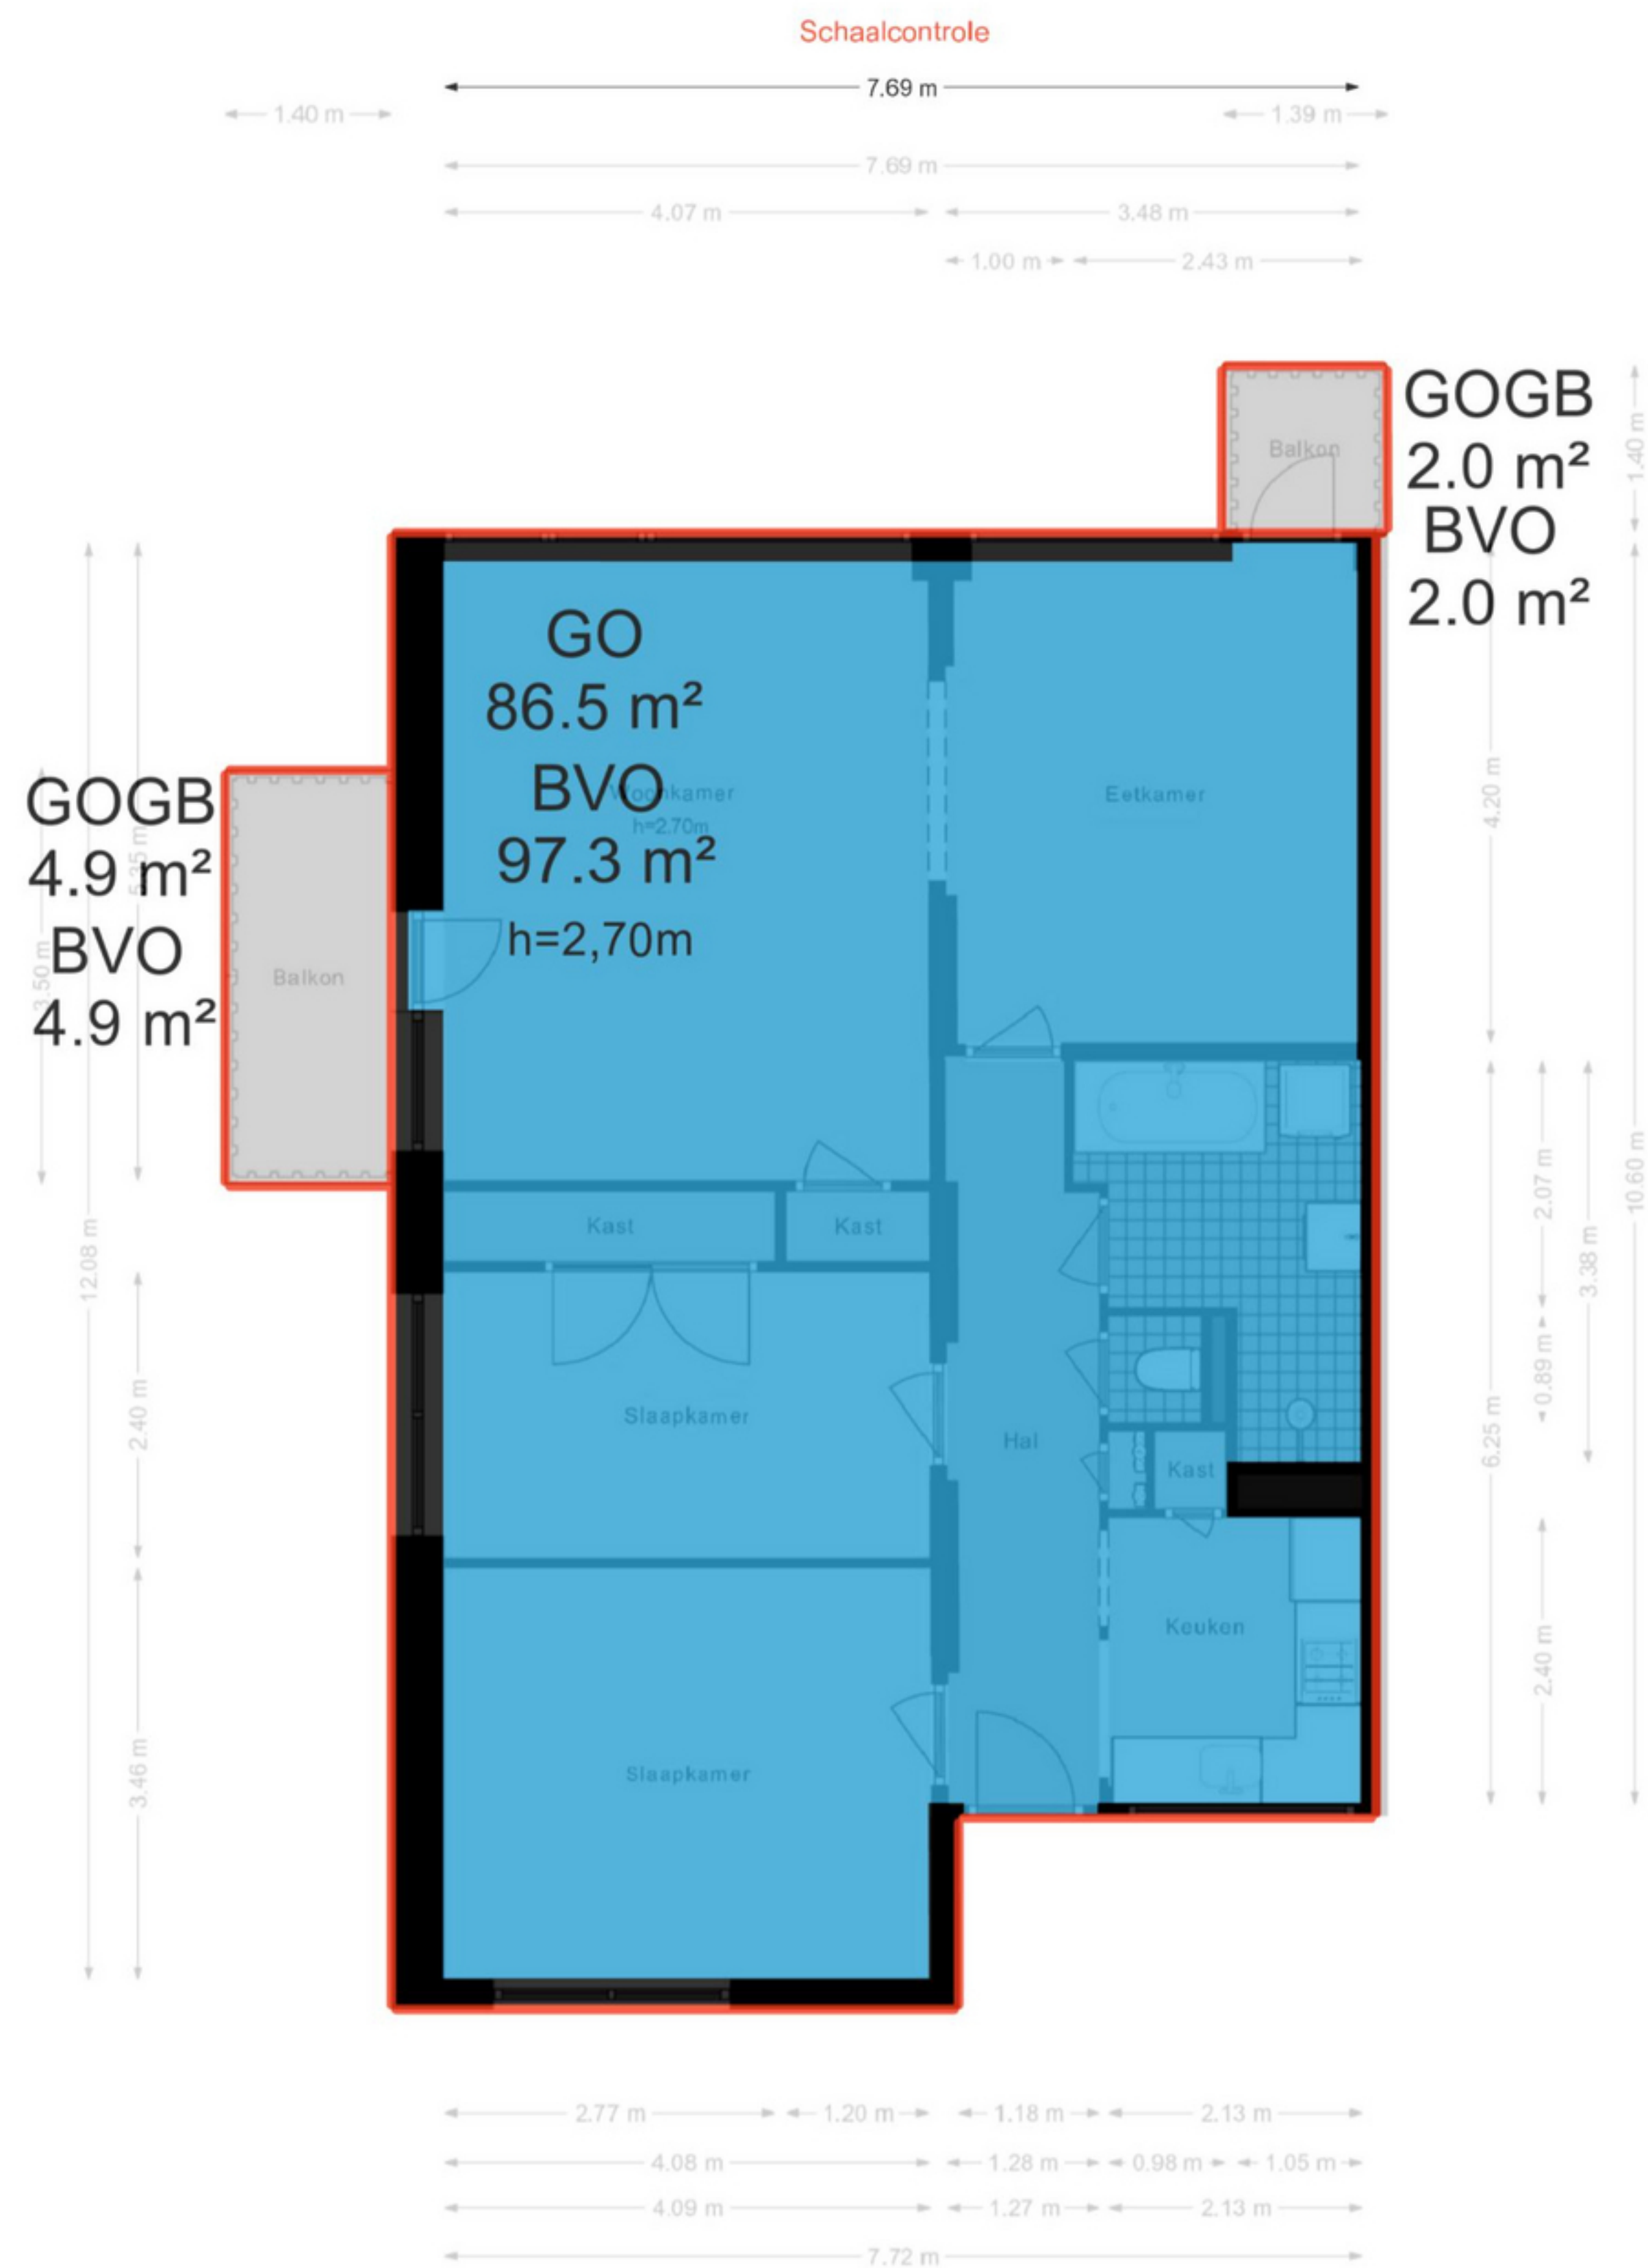 Schaalcontrole
7.69 m
1.40 m
1.39 m
7.69 m
4.07 m
3.48 m
1.00 m
2.43 m
GOGB
2.0 m²
BVO
2.0 m²
Balkon
1.40 m
GO
86.5 m²
BVO
97.3 m²
h=2,70m
Woonkamer
h=2.70m
Eetkamer
4.20 m
GOGB
4.9 m²
BVO
4.9 m²
5.35 m
3.50 m
Balkon
10.60 m
2.07 m
12.08 m
Kast
Kast
3.38 m
0.89 m
2.40 m
Slaapkamer
Hal
6.25 m
Kast
Keuken
2.40 m
3.46 m
Slaapkamer
2.77 m
1.20 m
1.18 m
2.13 m
4.08 m
1.28 m
0.98 m
1.05 m
4.09 m
1.27 m
2.13 m
7.72 m